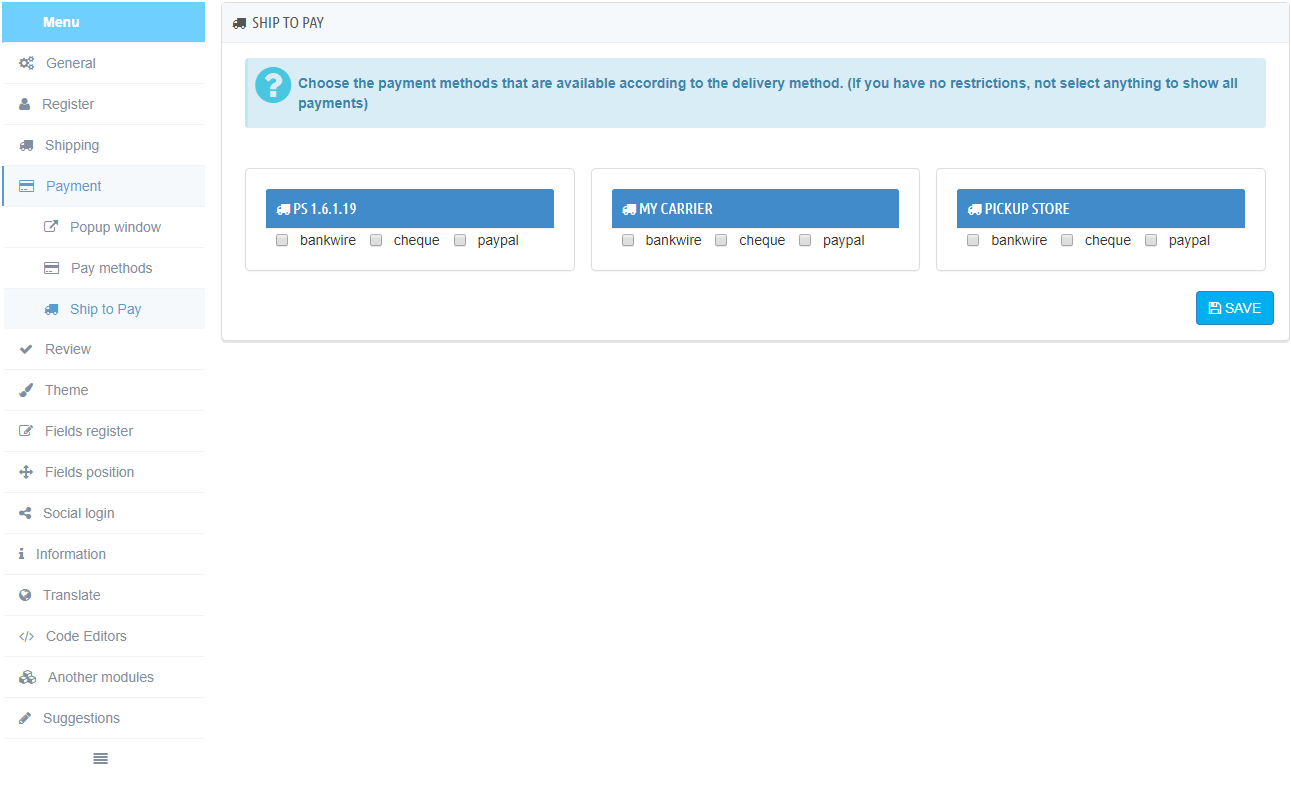 Menu
General
Register
Shipping
Payment
Popup window
Pay methods
Ship to Pay
Review
Theme
Fields register
Fields position
Social login
Information
Translate
Code Editors
Another modules
Suggestions
SHIP TO PAY
Choose the payment methods that are available according to the delivery method. (If you have no restrictions, not select anything to show all
payments)
PS 1.6.1.19
bankwire cheque paypal
MY CARRIER
bankwire cheque paypal
PICKUP STORE
bankwire cheque paypal
SAVE